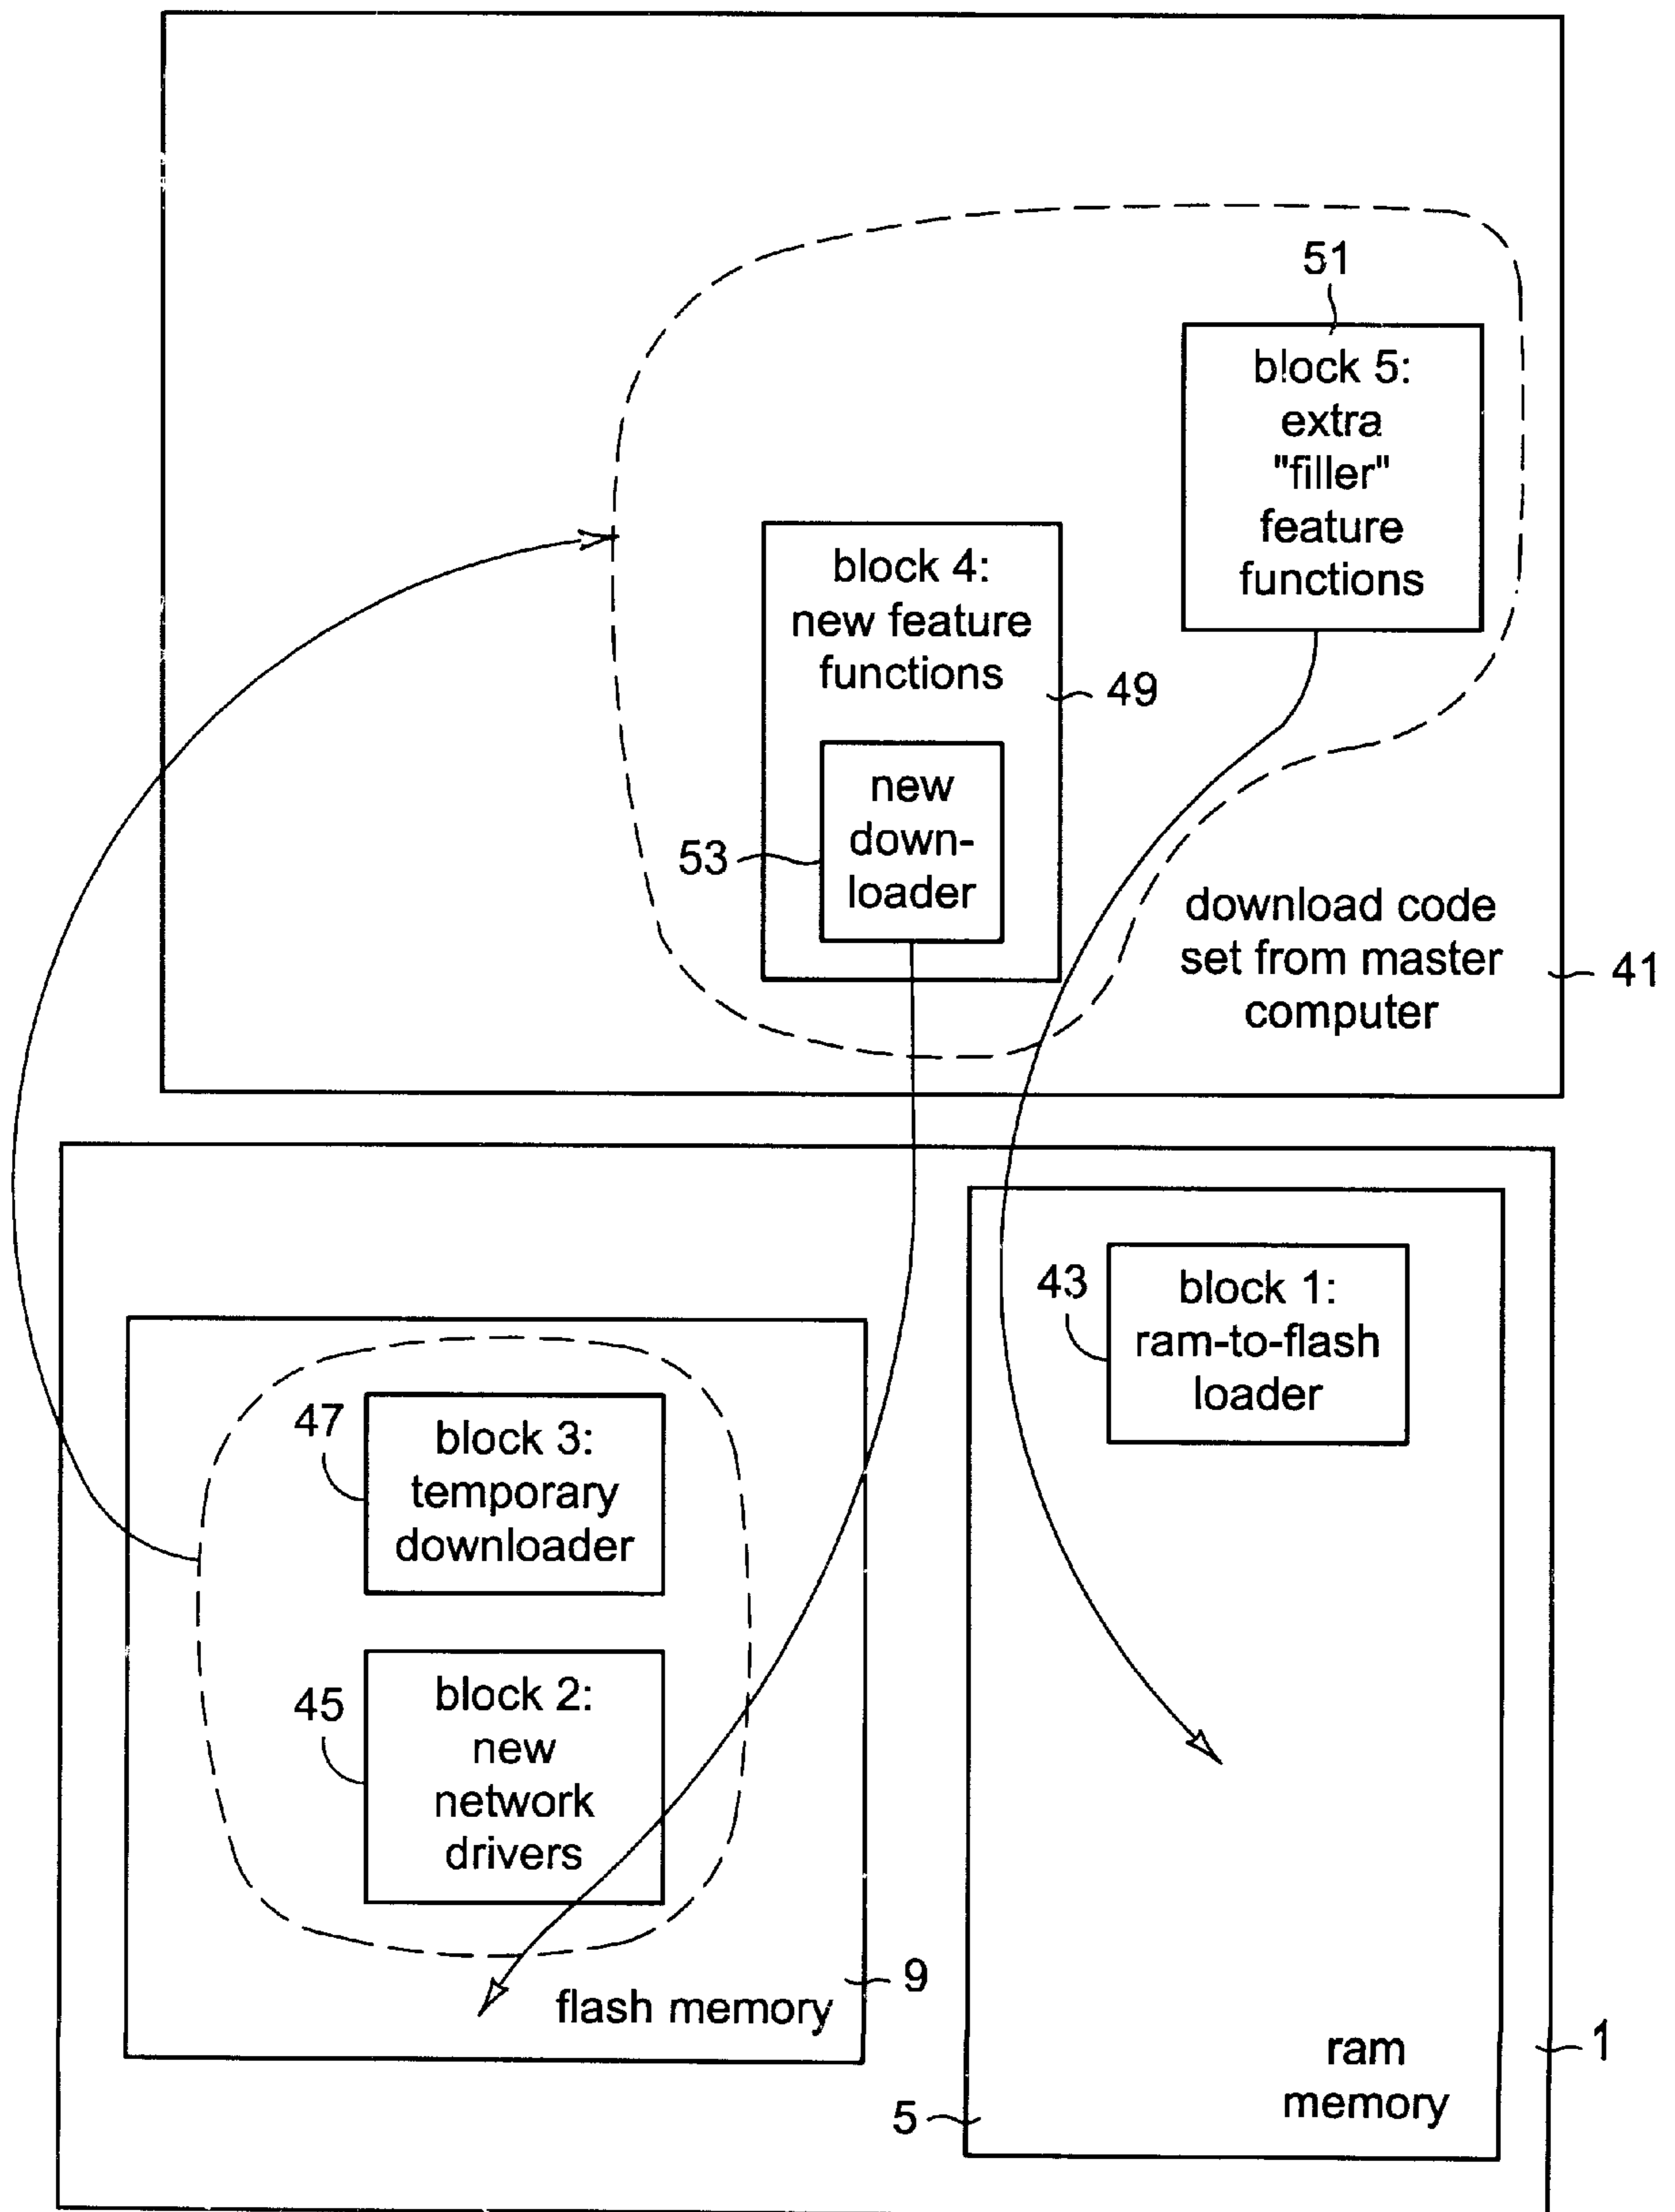 51
block 5:
extra
"filler"
feature
functions
block 4:
new feature
functions
49
new
down-
loader
53
download code
set from master
computer
41
43
block 1:
ram-to-flash
loader
47
block 3:
temporary
downloader
45
block 2:
new
network
drivers
9
flash memory
1
ram
memory
5